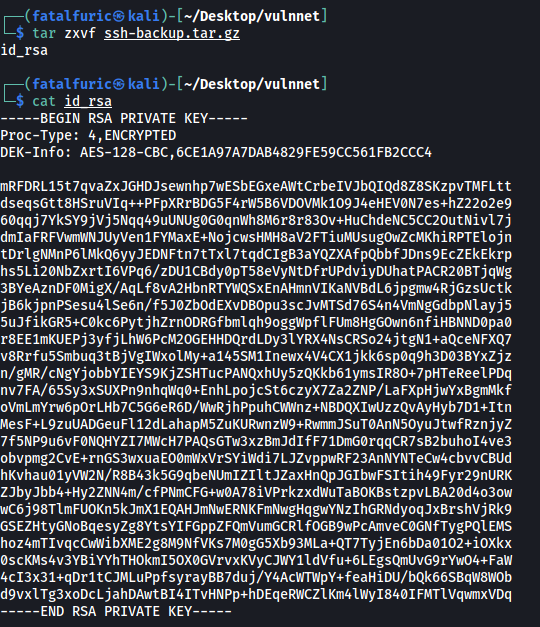 ┌──(fatalfuric㉿kali)-[~/Desktop/vulnnet]
└─$ tar zxvf ssh-backup.tar.gz
id_rsa
┌──(fatalfuric㉿kali)-[~/Desktop/vulnnet]
└─$ cat id_rsa
-----BEGIN RSA PRIVATE KEY-----
Proc-Type: 4,ENCRYPTED
DEK-Info: AES-128-CBC,6CE1A97A7DAB4829FE59CC561FB2CCC4
mRFDRL15t7qvaZxJGHDJsewnhp7wESbEGxeAWtCrbeIVJbQIQd8Z8SKzpvTMFLtt
dseqsGtt8HSruVIq++PFpXRrBDG5F4rW5B6VDOVMk1O9J4eHEV0N7es+hZ22o2e9
60qqj7YkSY9jVj5Nqq49uUNUg0G0qnWh8M6r8r83Ov+HuChdeNC5CC2OutNivl7j
dmIaFRFVwmWNJUyVen1FYMaxE+NojcwsHMH8aV2FTiuMUsugOwZcMKhiRPTElojn
tDrlgNMnP6lMkQ6yyJEDNFtn7tTxl7tqdCIgB3aYQZXAfpQbbfJDns9EcZEkEkrp
hs5Li20NbZxrtI6VPq6/zDU1CBdy0pT58eVyNtDfrUPdviyDUhatPACR20BTjqWg
3BYeAznDF0MigX/AqLf8vA2HbnRTYWQSxEnAHmnVIKaNVBdL6jpgmw4RjGzsUctk
jB6kjpnPSesu4lSe6n/f5J0ZbOdEXvDBOpu3scJvMTSd76S4n4VmNgGdbpNlayj5
5uJfikGR5+C0kc6PytjhZrnODRGfbmlqh9oggWpflFUm8HgGOwn6nfiHBNND0pa0
r8EE1mKUEPj3yfjLhW6PcM2OGEHHDQrdLDy3lYRX4NsCRSo24jtgN1+aQceNFXQ7
v8Rrfu5Smbuq3tBjVgIWxolMy+a145SM1Inewx4V4CX1jkk6sp0q9h3D03BYxZjz
n/gMR/cNgYjobbYIEYS9KjZSHTucPANQxhUy5zQKkb61ymsIR8O+7pHTeReelPDq
nv7FA/65Sy3xSUXPn9nhqWq0+EnhLpojcSt6czyX7Za2ZNP/LaFXpHjwYxBgmMkf
oVmLmYrw6pOrLHb7C5G6eR6D/WwRjhPpuhCWWnz+NBDQXIwUzzQvAyHyb7D1+Itn
MesF+L9zuUADGeuFl12dLahapM5ZuKURwnzW9+RwmmJSuT0AnN5OyuJtwfRznjyZ
7f5NP9u6vF0NQHYZI7MWcH7PAQsGTw3xzBmJdIfF71DmG0rqqCR7sB2buhoI4ve3
obvpmg2CvE+rnGS3wxuaEO0mWxVrSYiWdi7LJZvppwRF23AnNYNTeCw4cbvvCBUd
hKvhau01yVW2N/R8B43k5G9qbeNUmIZIltJZaxHnQpJGIbwFSItih49Fyr29nURK
ZJbyJbb4+Hy2ZNN4m/cfPNmCFG+w0A78iVPrkzxdWuTaBOKBstzpvLBA20d4o3ow
wC6j98TlmFUOKn5kJmX1EQAHJmNwERNKFmNwgHqgwYNzIhGRNdyoqJxBrshVjRk9
GSEZHtyGNoBqesyZg8YtsYIFGppZFQmVumGCRlfOGB9wPcAmveC0GNfTygPQlEMS
hoz4mTIvqcCwWibXME2g8M9NfVKs7M0gG5Xb93MLa+QT7TyjEn6bDa01O2+iOXkx
0scKMs4v3YBiYYhTHOkmI5OX0GVrvxKVyCJWY1ldVfu+6LEgsQmUvG9rYwO4+FaW
4cI3x31+qDr1tCJMLuPpfsyrayBB7duj/Y4AcWTWpY+feaHiDU/bQk66SBqW8WOb
d9vxlTg3xoDcLjahDAwtBI4ITvHNPp+hDEqeRWCZlKm4lWyI840IFMTlVqwmxVDq
-----END RSA PRIVATE KEY-----